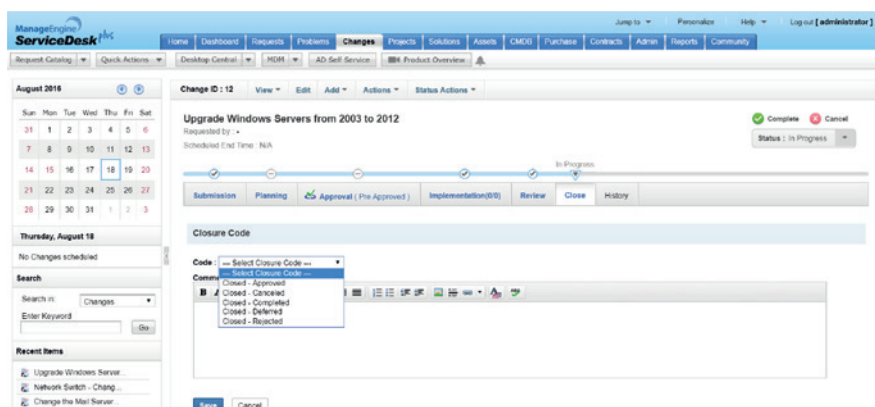 ManageEngine
ServiceDesk Plus
Jump to
Personalize
Help
Log out [ administrator ]
Home Dashboard Requests Problems Changes Projects Solutions Assets CMDB Purchase Contracts Admin Reports Community
Request Catalog Quick Actions Desktop Central MDM AD Self Service Product Overview
August 2016
Sun Mon Tue Wed Thu Fri Sat
31 1 2 3 4 5 6
7 8 9 10 11 12 13
14 15 16 17 18 19 20
21 22 23 24 25 26 27
28 29 30 31 1 2 3
Thursday, August 18
No Changes scheduled
Search
Search in: Changes
Enter Keyword
Go
Recent Items
Upgrade Windows Server...
Network Switch - Chang...
Change the Mail Server...
Change ID : 12 View Edit Add Actions Status Actions
Upgrade Windows Servers from 2003 to 2012
Requested by : -
Scheduled End Time : N/A
Complete Cancel
Status : In Progress
In Progress
Submission Planning Approval ( Pre Approved ) Implementation(0/0) Review Close History
Closure Code
Code : --- Select Closure Code ---
--- Select Closure Code ---
Closed - Approved
Closed - Canceled
Closed - Completed
Closed - Deferred
Closed - Rejected
B
Save Cancel